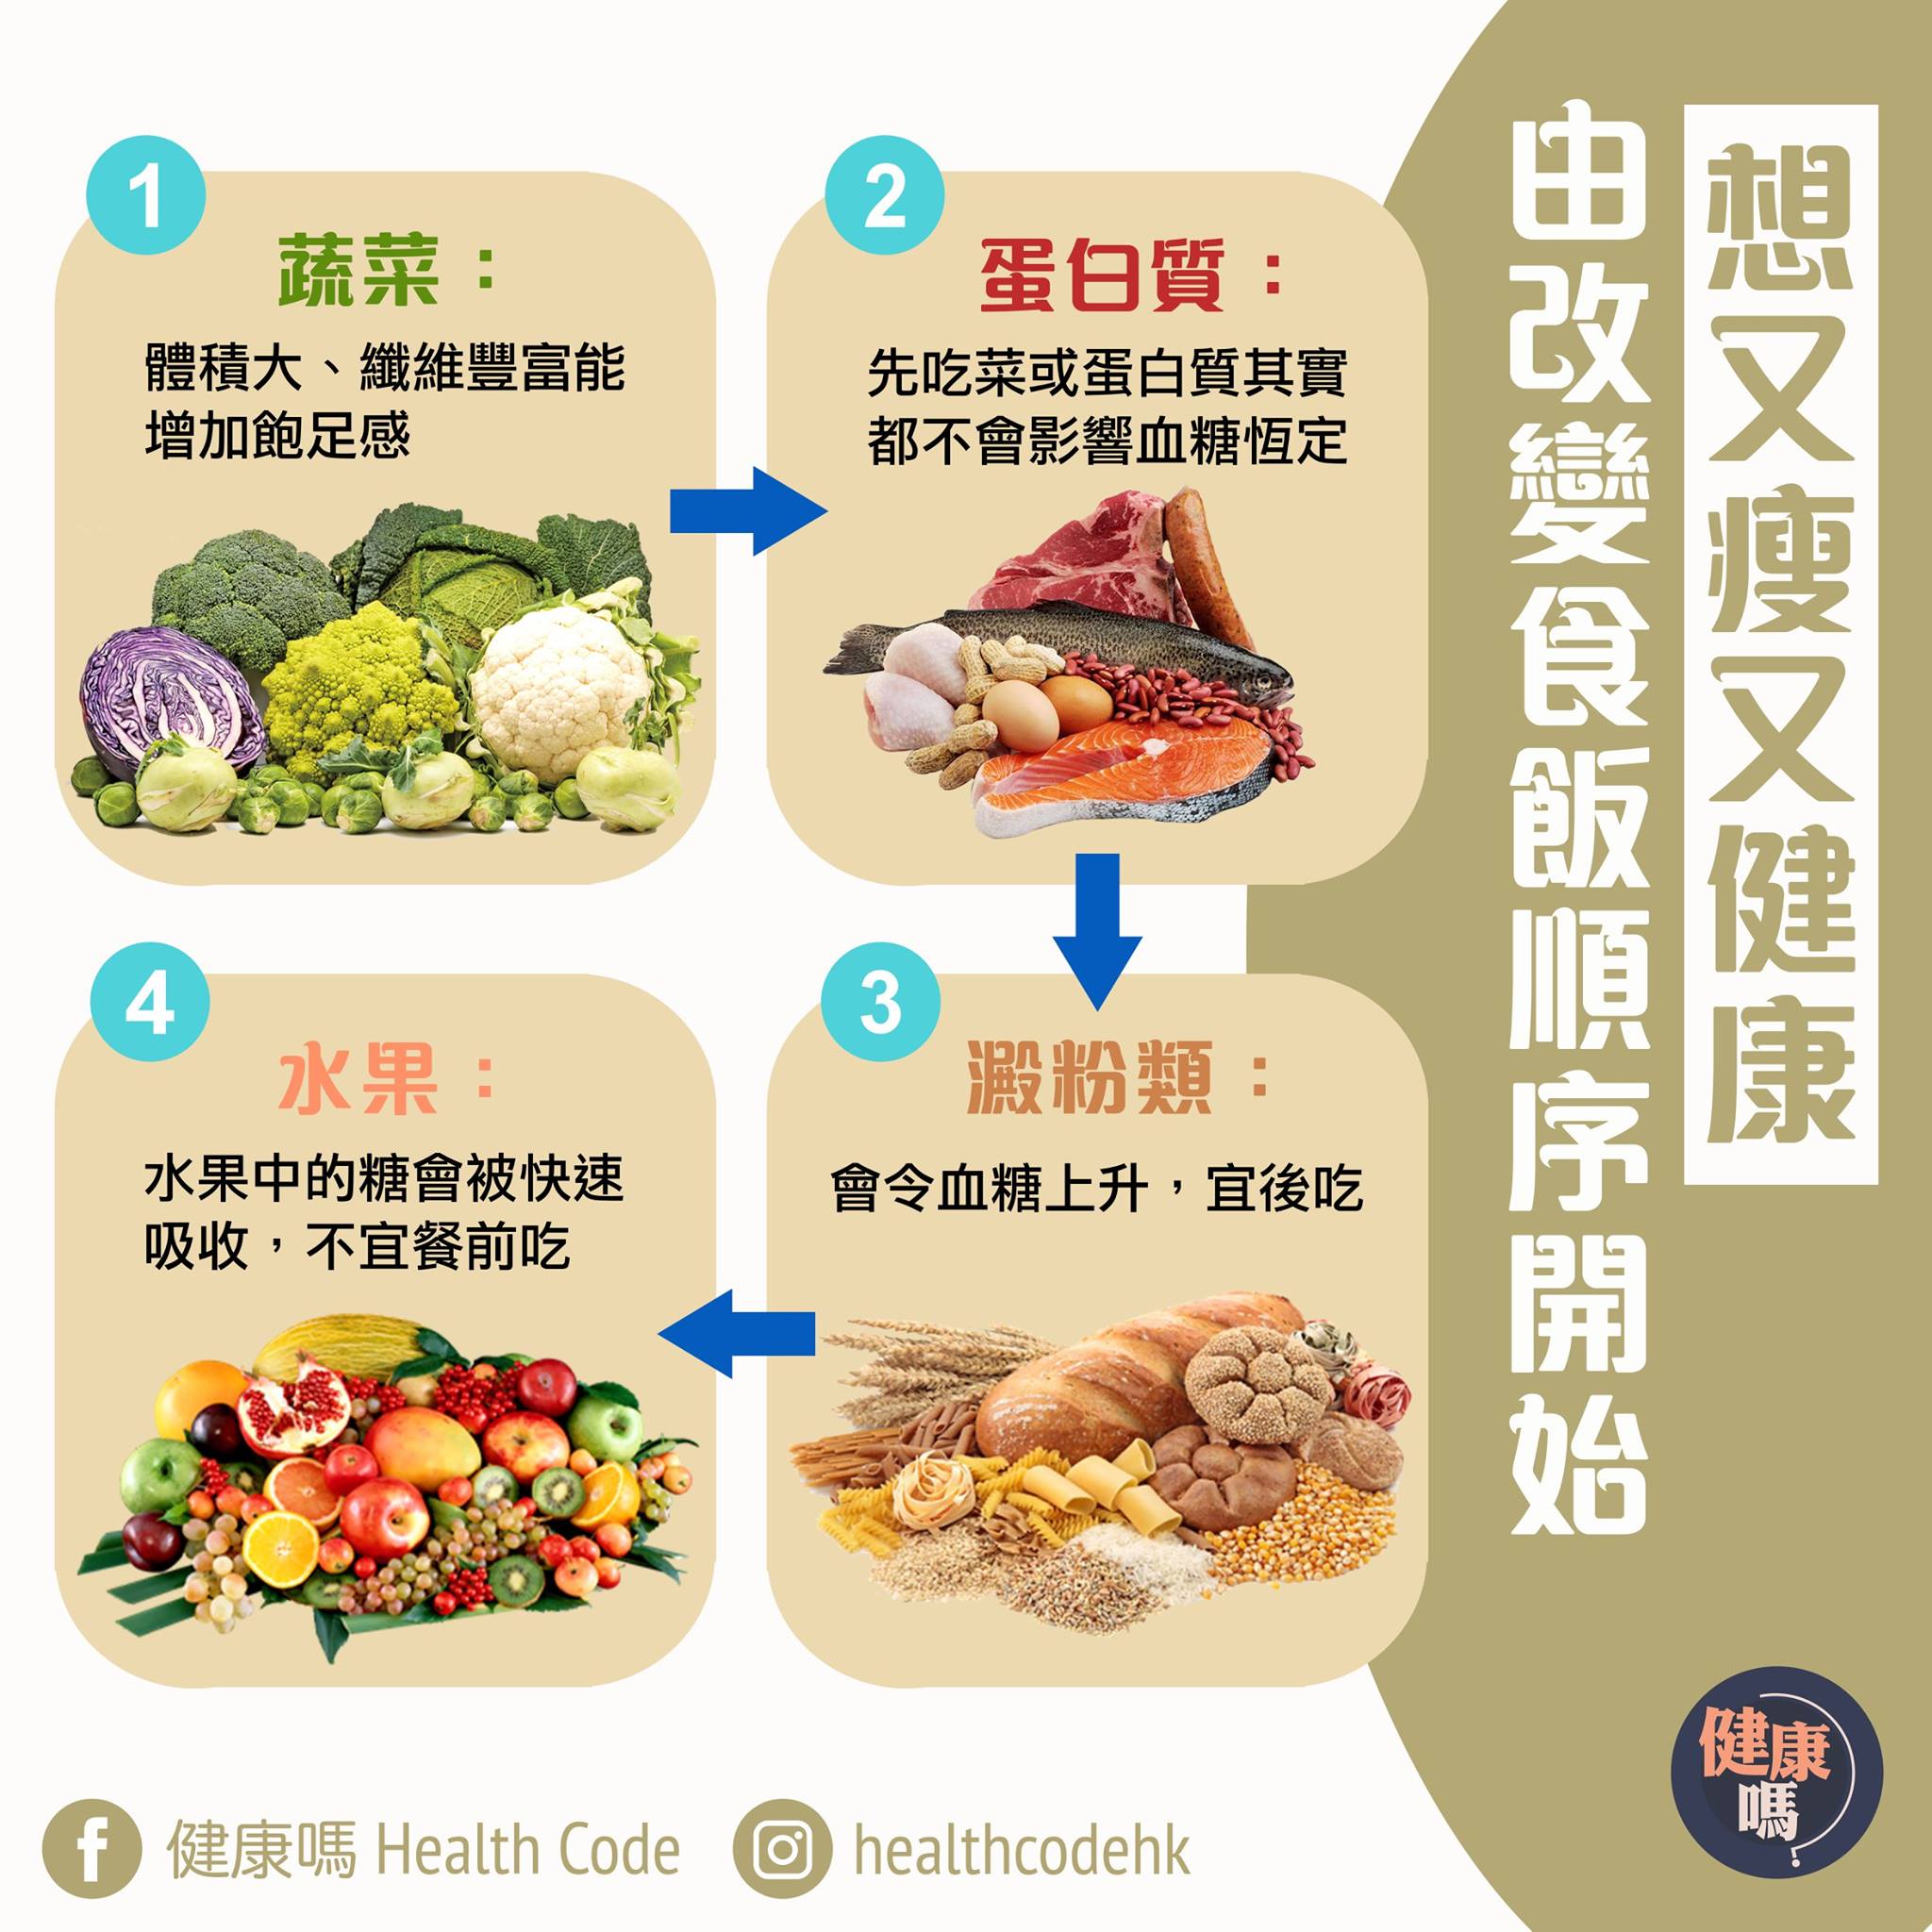 想又瘦又健康
由改變食飯順序開始
1
蔬菜：
體積大、纖維豐富能
增加飽足感
2
蛋白質：
先吃菜或蛋白質其實
都不會影響血糖恆定
3
澱粉類：
會令血糖上升，宜後吃
4
水果：
水果中的糖會被快速
吸收，不宜餐前吃
健康嗎 Health Code
healthcodehk
健康
嗎?